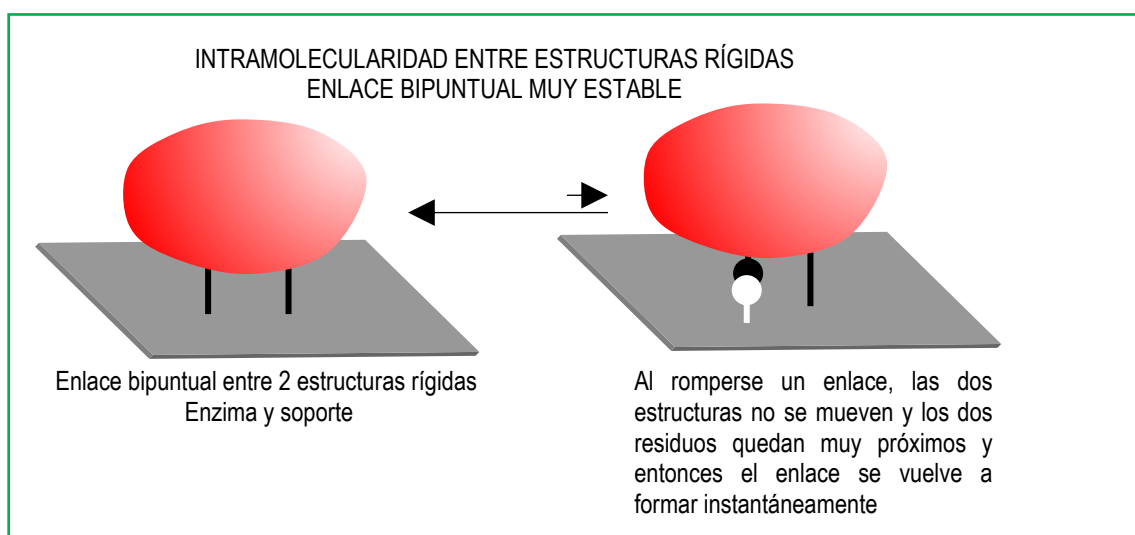 INTRAMOLECULARIDAD ENTRE ESTRUCTURAS RÍGIDAS
ENLACE BIPUNTUAL MUY ESTABLE
Enlace bipuntual entre 2 estructuras rígidas
Enzima y soporte
Al romperse un enlace, las dos
estructuras no se mueven y los dos
residuos quedan muy próximos y
entonces el enlace se vuelve a
formar instantáneamente